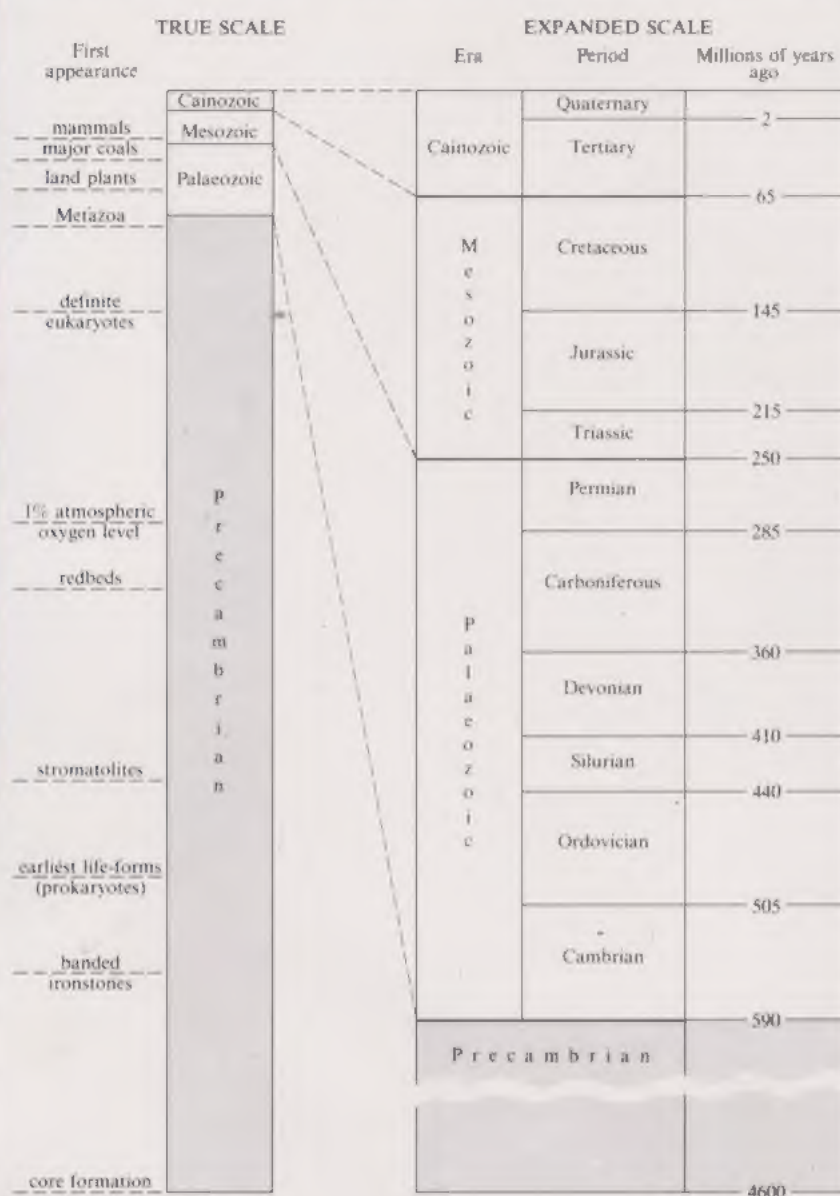 TRUE SCALE
EXPANDED SCALE
First
appearance
Era
Period
Millions of years
ago
Cainozoic
mammals
Mesozoic
major coals
land plants
Palaeozoic
Metazoa
definite
eukaryotes
1% atmospheric
oxygen level
redbeds
stromatolites
earliest life-forms
(prokaryotes)
banded
ironstones
core formation
Precambrian
Cainozoic
Quaternary
2
Tertiary
65
Mesozoic
Cretaceous
145
Jurassic
215
Triassic
250
Palaeozoic
Permian
285
Carboniferous
360
Devonian
410
Silurian
440
Ordovician
505
Cambrian
590
Precambrian
4600